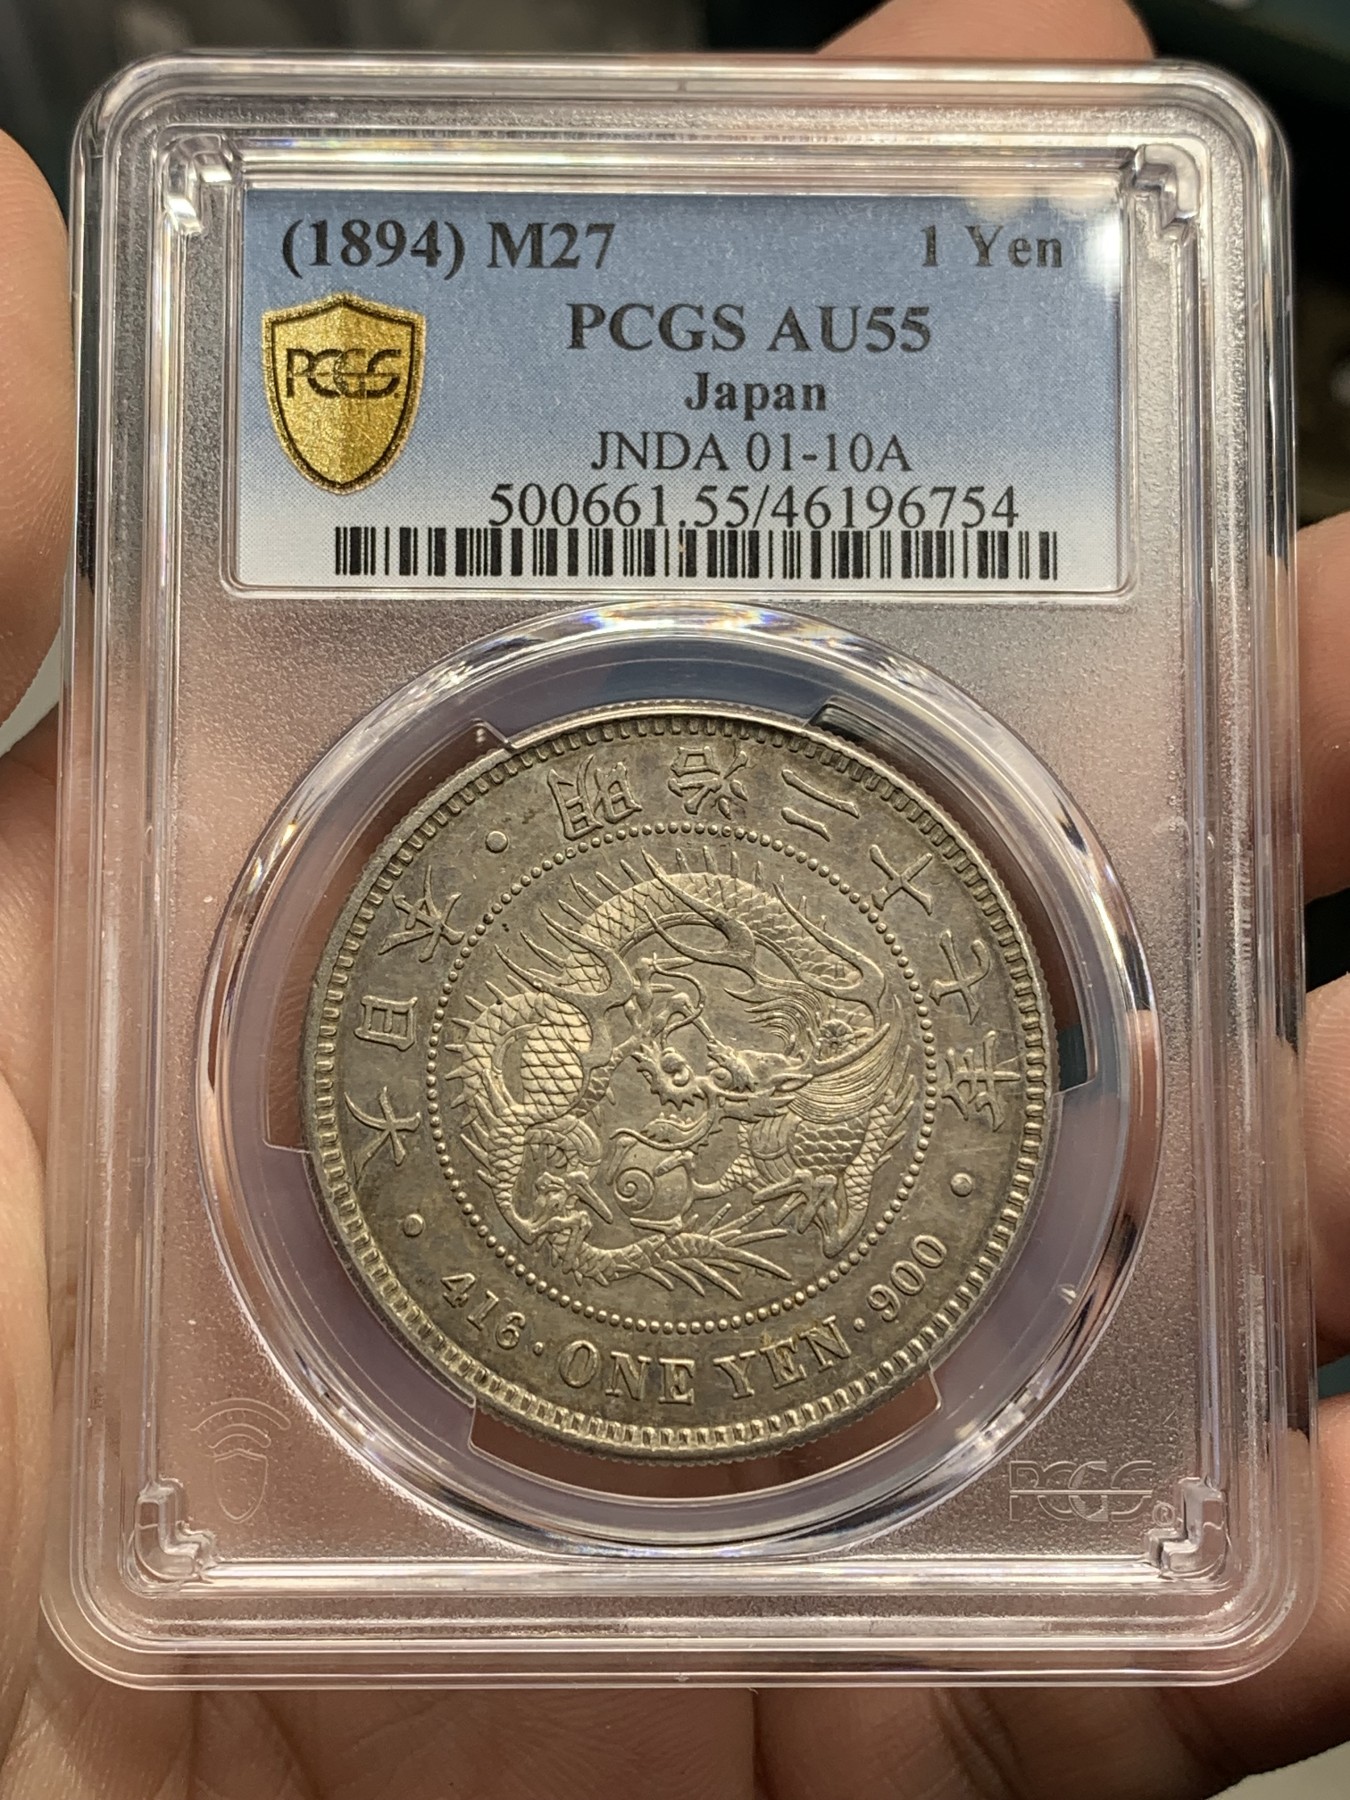 (1894) M27 1 Yen
PCGS AU55
PCGS
Japan
JNDA 01-10A
500661.55/46196754
大日本 · 明治二十七年 ·
416 · ONE YEN · 900
PCGS